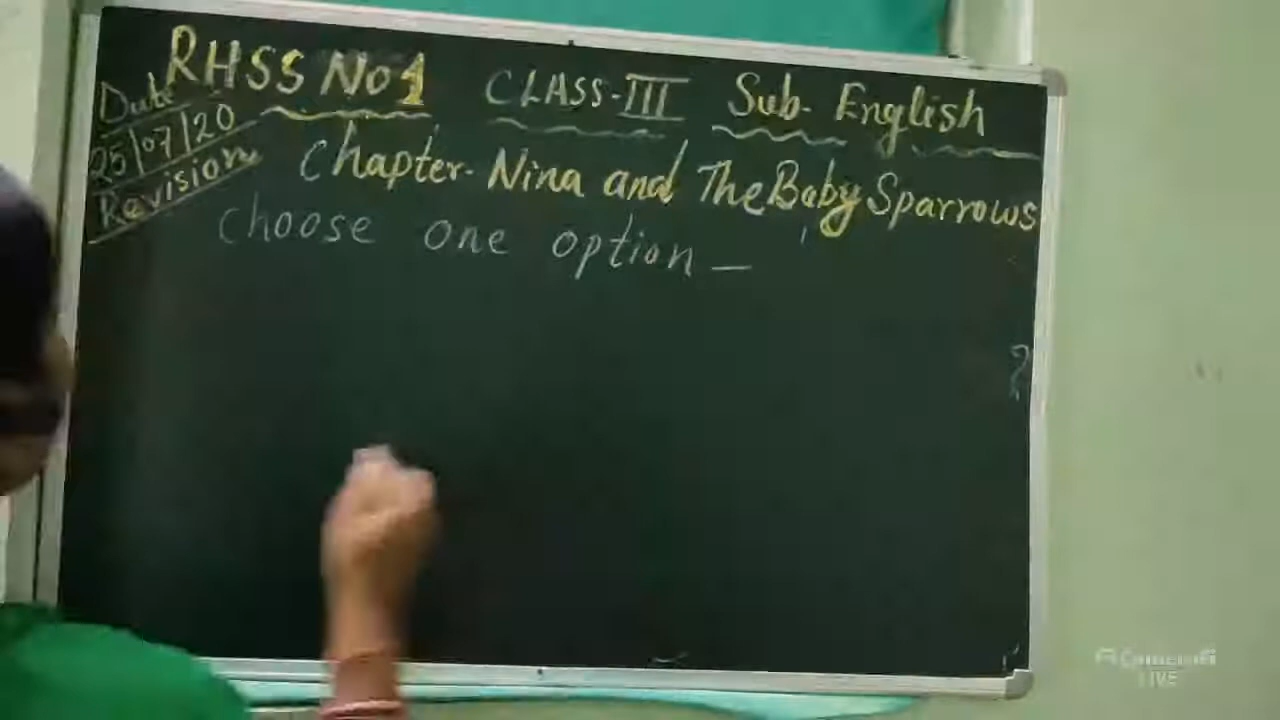 RHSS No 1 CLASS-III Sub- English
Date
25/07/20
Revision
Chapter- Nina and The Baby Sparrows
choose one option —
LIVE